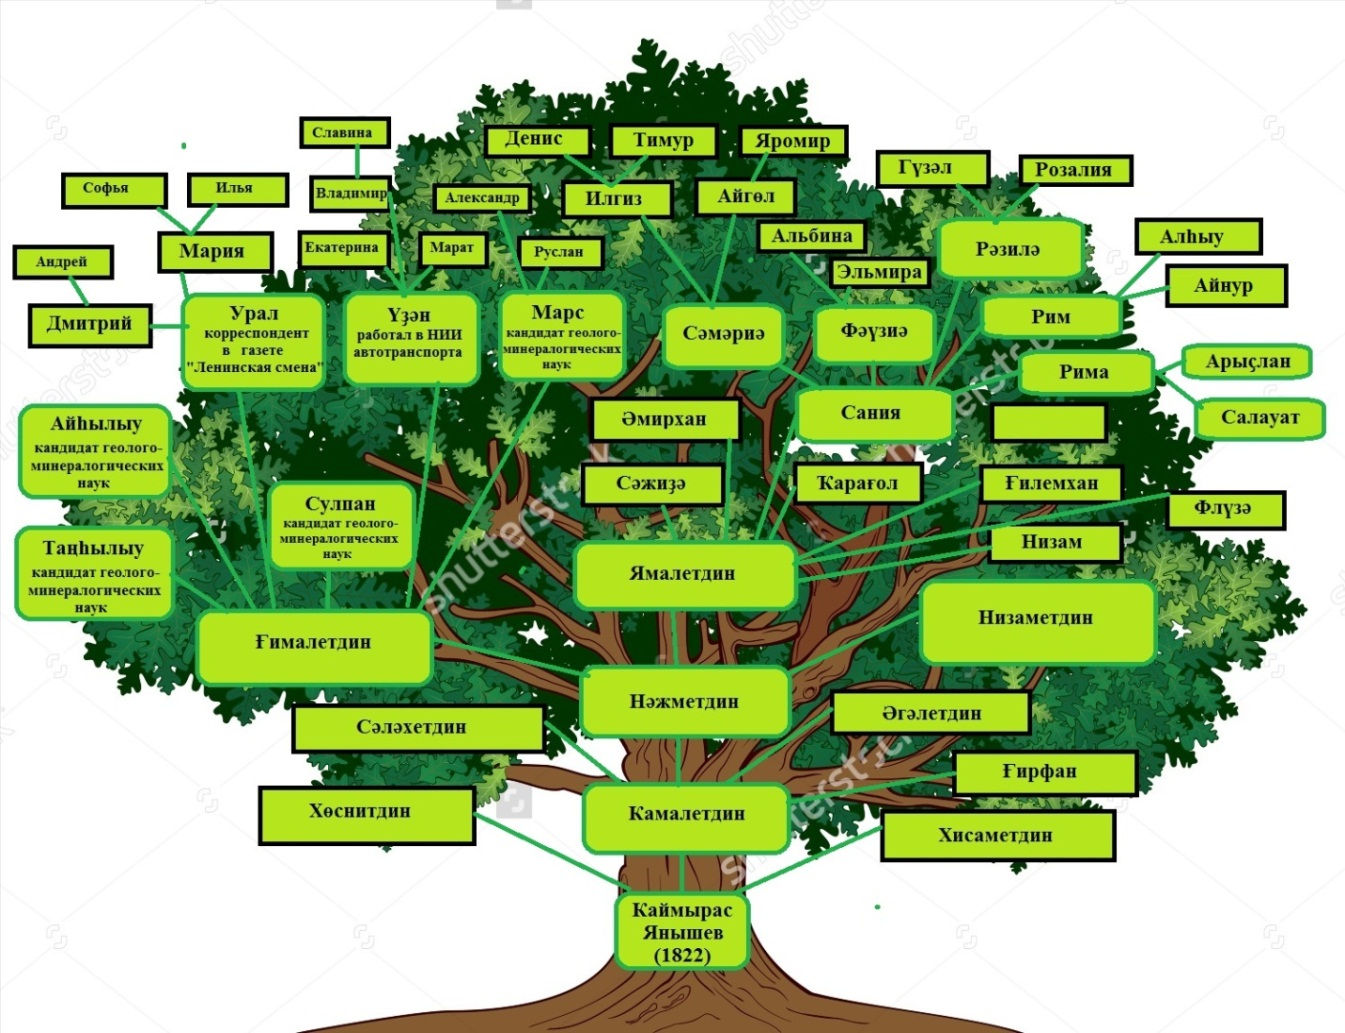 Славина
Денис
Тимур
Яромир
Гүзәл
Розалия
Софья
Илья
Владимир
Александр
Илгиз
Айгөл
Альбина
Алһыу
Мария
Екатерина
Марат
Руслан
Эльмира
Рәзилә
Айнур
Андрей
Дмитрий
Урал
корреспондент
в газете
"Ленинская смена"
Үҙән
работал в НИИ
автотранспорта
Марс
кандидат геолого-
минералогических
наук
Сәмәриә
Фәүзиә
Рим
Рима
Арыҫлан
Салауат
Сания
Айһылыу
кандидат геолого-
минералогических
наук
Әмирхан
Сулпан
кандидат геолого-
минералогических
наук
Сәжиҙә
Ҡарағол
Ғилемхан
Флүзә
Низам
Таңһылыу
кандидат геолого-
минералогических
наук
Ямалетдин
Низаметдин
Ғималетдин
Нәжметдин
Сәләхетдин
Әгәлетдин
Ғирфан
Хөснитдин
Камалетдин
Хисаметдин
Каймырас
Янышев
(1822)
shutterstock
shutterstock
shutterstock